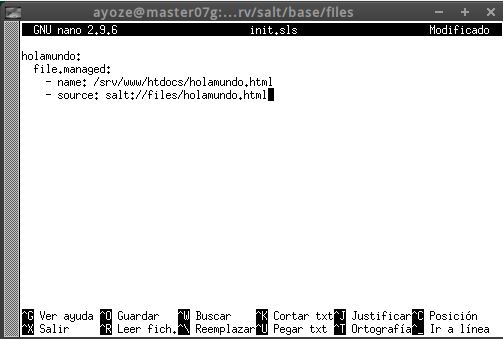 ayoze@master07g:...rv/salt/base/files
GNU nano 2.9.6 init.sls Modificado
holamundo:
file.managed:
- name: /srv/www/htdocs/holamundo.html
- source: salt://files/holamundo.html
^G Ver ayuda ^O Guardar ^W Buscar ^K Cortar txt ^J Justificar ^C Posición
^X Salir ^R Leer fich. ^\ Reemplazar ^U Pegar txt ^T Ortografía ^_ Ir a línea